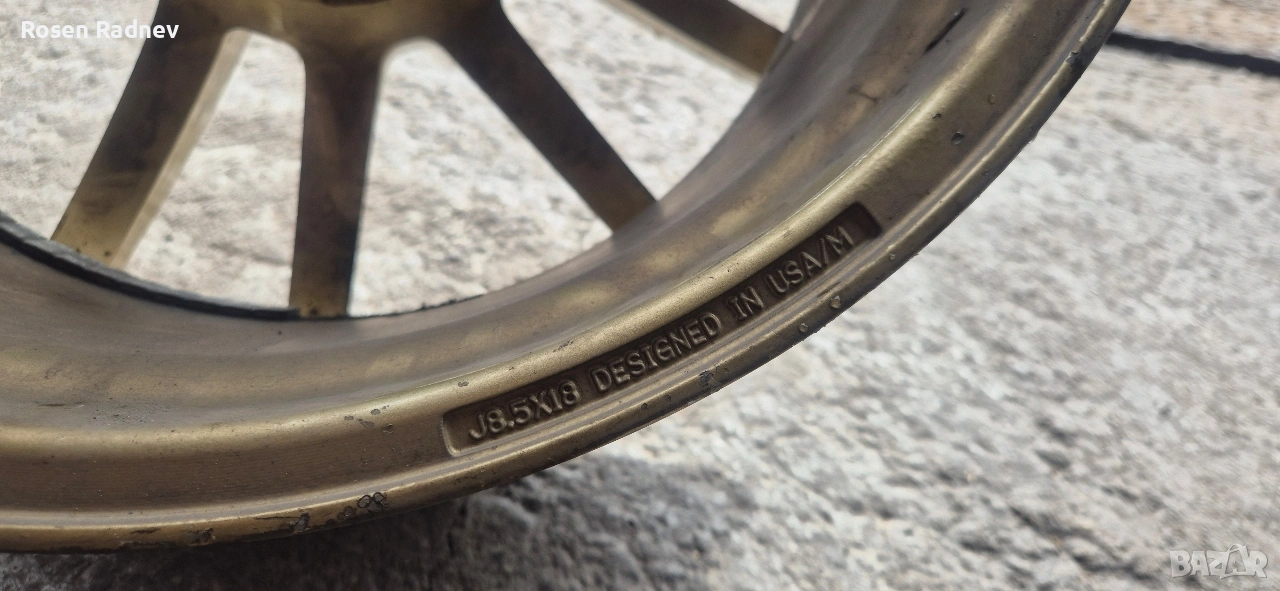 Rosen Radnev
J8.5X18 DESIGNED IN USA/M
BAZAR